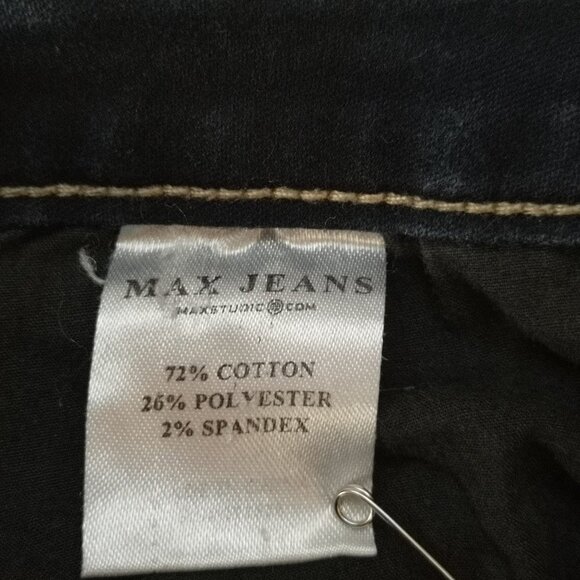 MAX JEANS
MAXSTUDIO.COM
72% COTTON
26% POLYESTER
2% SPANDEX